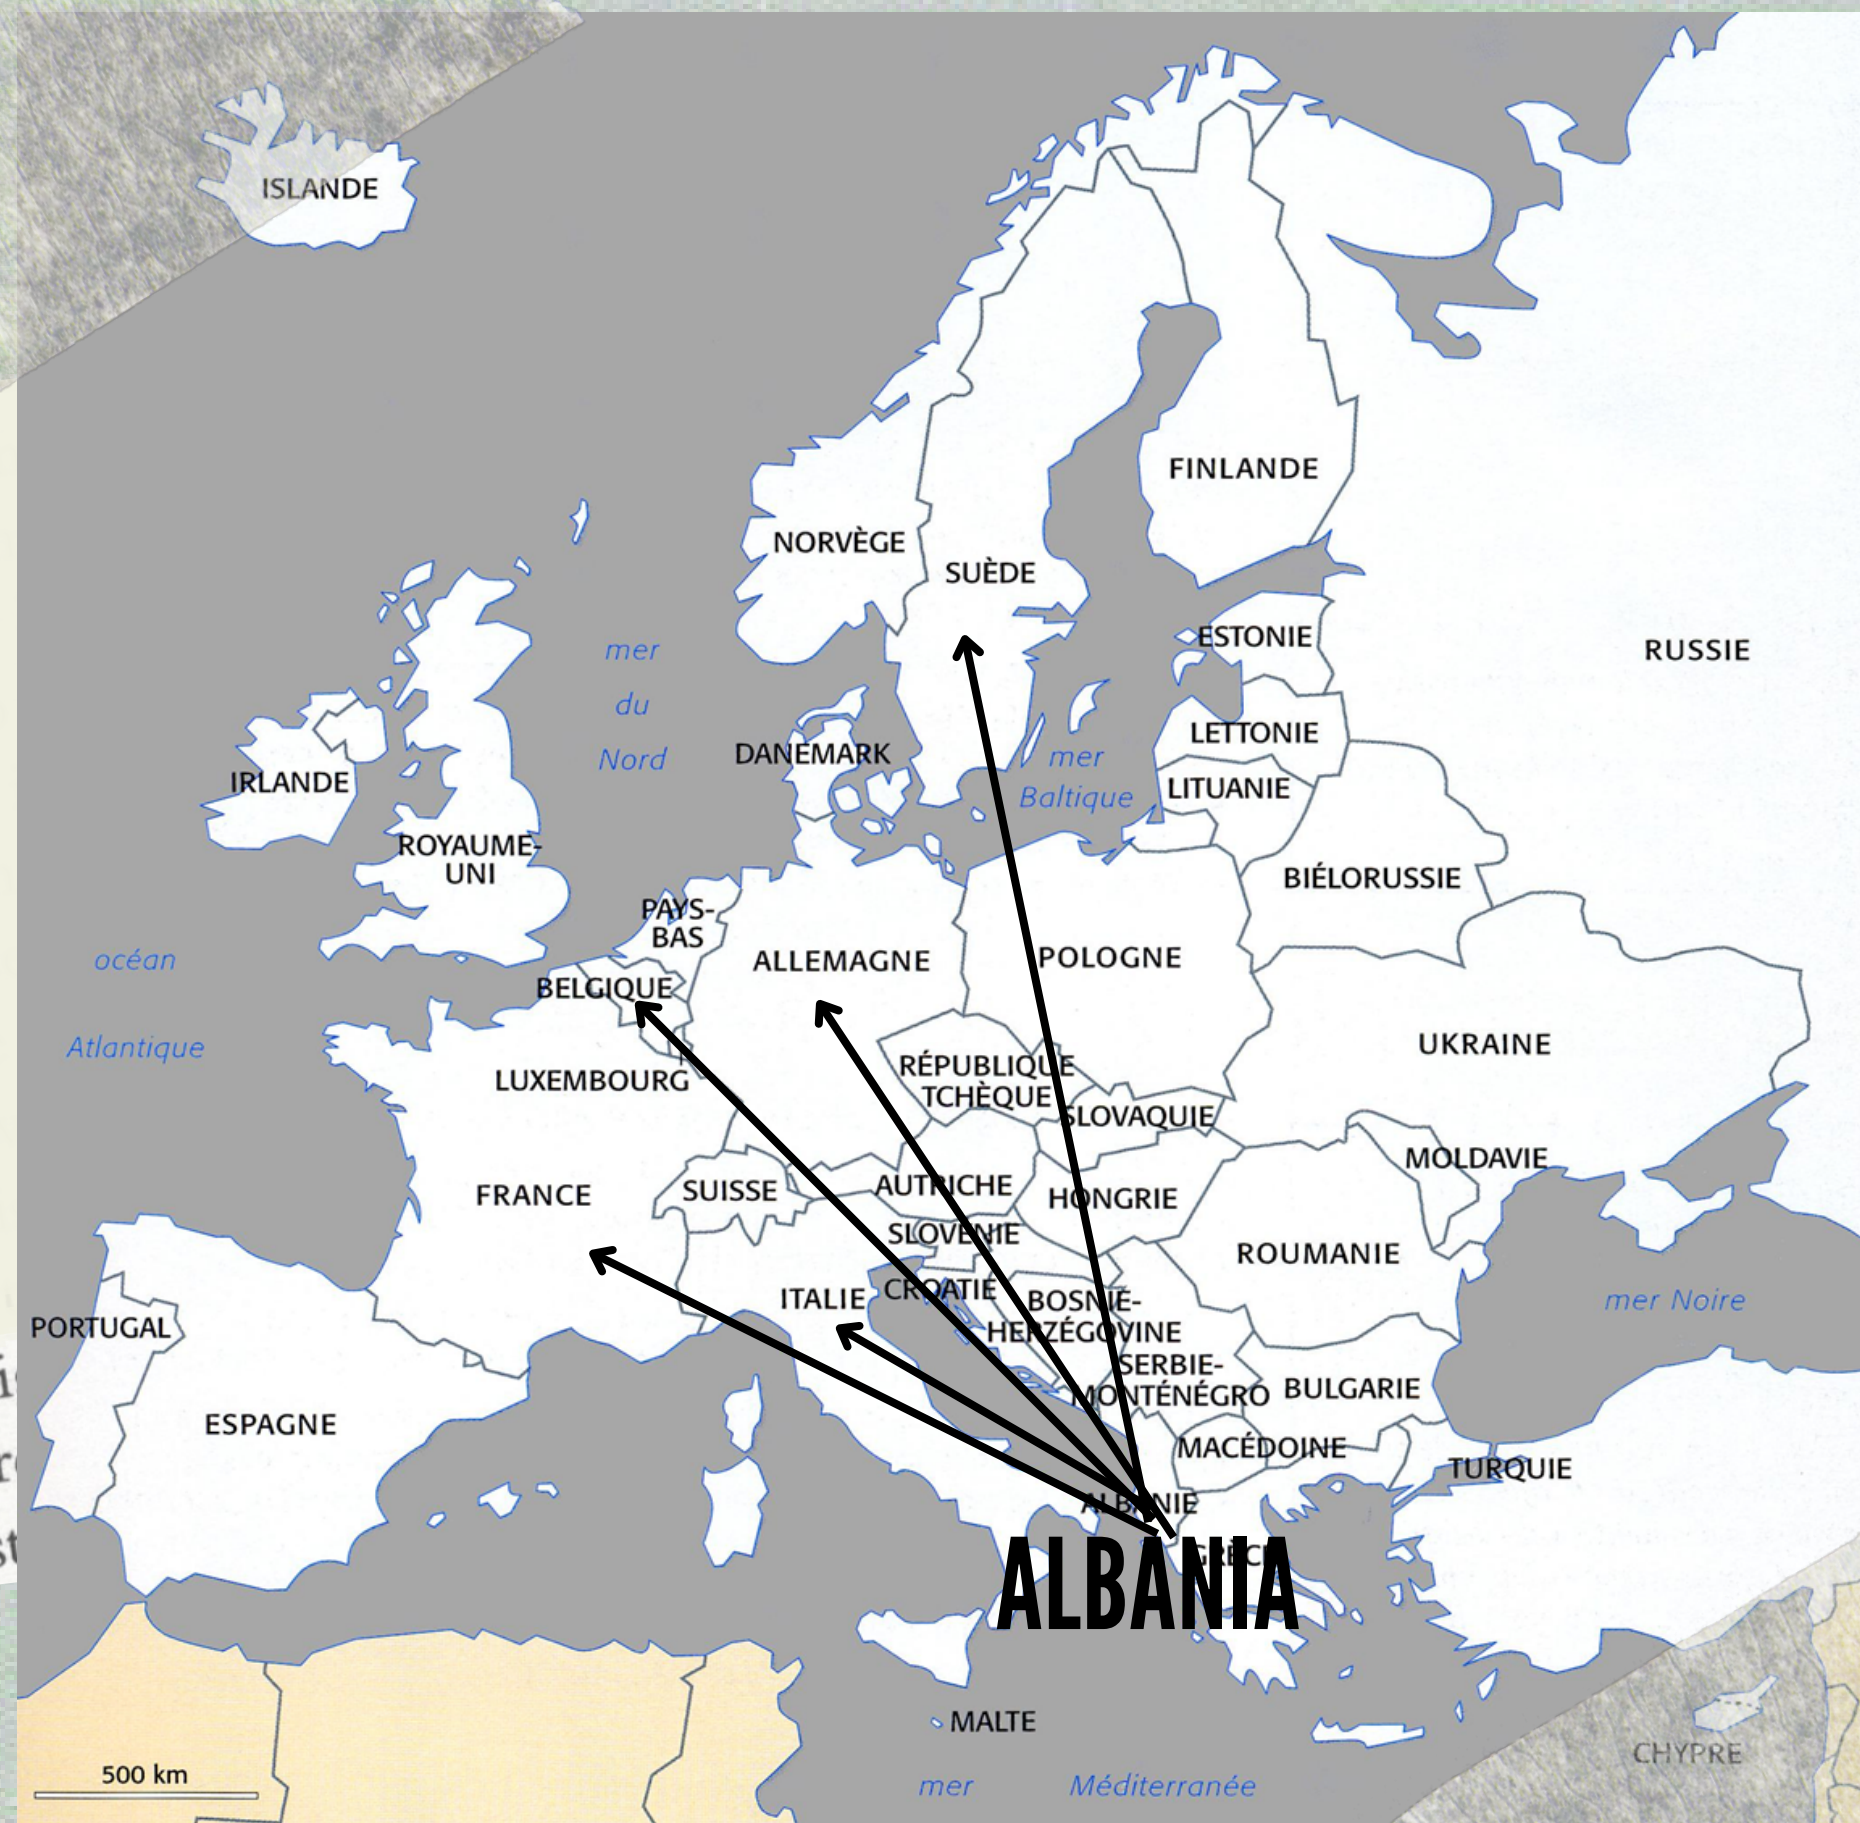 ISLANDE
FINLANDE
NORVÈGE
SUÈDE
ESTONIE
RUSSIE
mer
du
Nord
LETTONIE
DANEMARK
mer
Baltique
IRLANDE
LITUANIE
ROYAUME-
UNI
BIÉLORUSSIE
PAYS-
BAS
océan
Atlantique
ALLEMAGNE
POLOGNE
BELGIQUE
UKRAINE
RÉPUBLIQUE
TCHÈQUE
LUXEMBOURG
SLOVAQUIE
MOLDAVIE
FRANCE
SUISSE
AUTRICHE
HONGRIE
SLOVÉNIE
ROUMANIE
CROATIE
ITALIE
BOSNIE-
HERZÉGOVINE
mer Noire
PORTUGAL
SERBIE-
MONTÉNÉGRO
BULGARIE
ESPAGNE
MACÉDOINE
TURQUIE
ALBANIE
GRÈCE
ALBANIA
MALTE
CHYPRE
500 km
mer Méditerranée